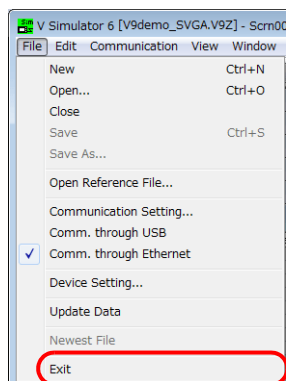 Sim V Simulator 6 [V9demo_SVGA.V9Z] - Scrn00
File Edit Communication View Window
New Ctrl+N
Open... Ctrl+O
Close
Save Ctrl+S
Save As...
Open Reference File...
Communication Setting...
Comm. through USB
Comm. through Ethernet
Device Setting...
Update Data
Newest File
Exit